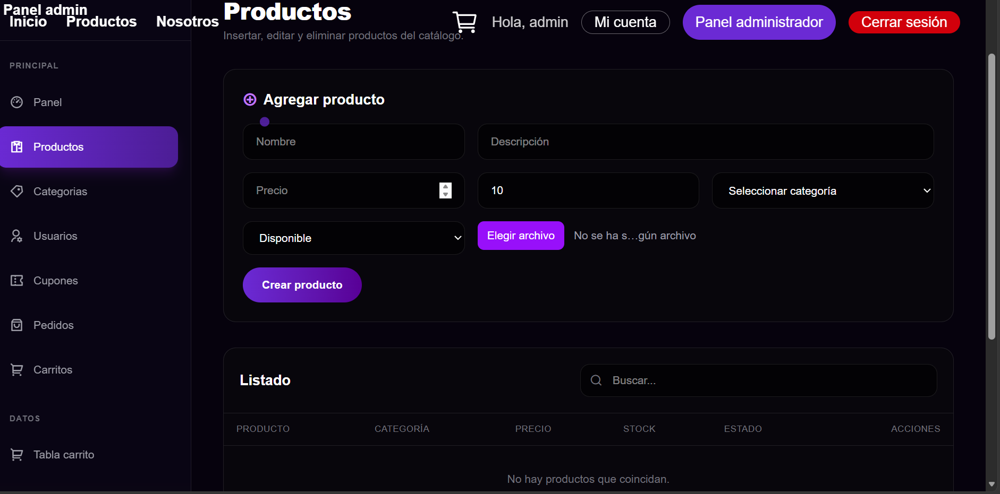 Panel admin
Inicio Productos Nosotros
Productos
Insertar, editar y eliminar productos del catálogo.
Hola, admin Mi cuenta Panel administrador Cerrar sesión
PRINCIPAL
Panel
Productos
Categorias
Usuarios
Cupones
Pedidos
Carritos
DATOS
Tabla carrito
Agregar producto
Nombre Descripción
Precio 10 Seleccionar categoría
Disponible Elegir archivo No se ha s...gún archivo
Crear producto
Listado Buscar...
PRODUCTO CATEGORÍA PRECIO STOCK ESTADO ACCIONES
No hay productos que coincidan.